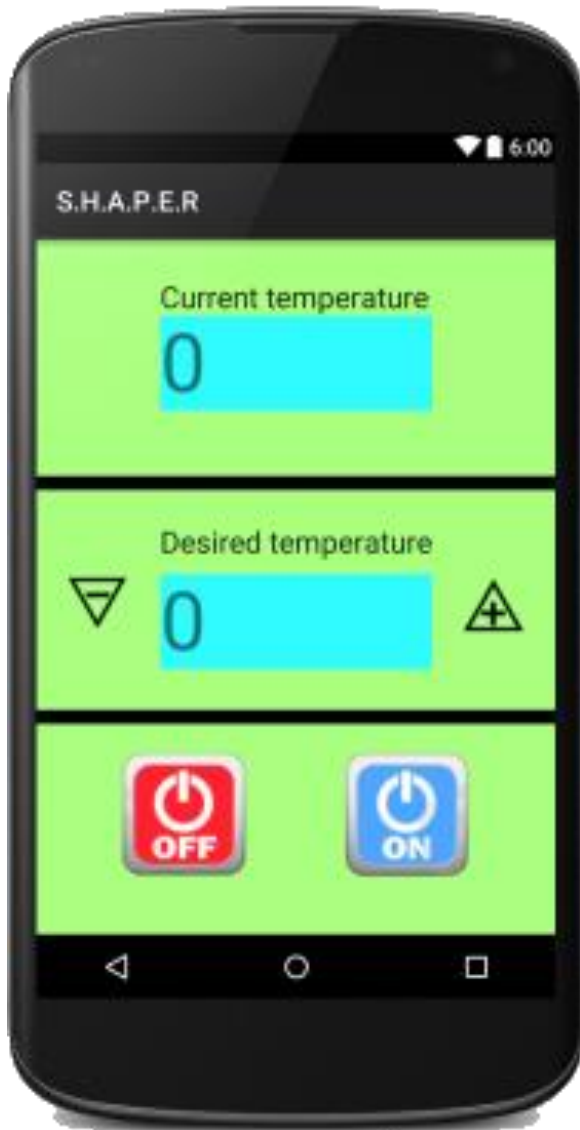 6:00
S.H.A.P.E.R
Current temperature
0
Desired temperature
0
OFF ON